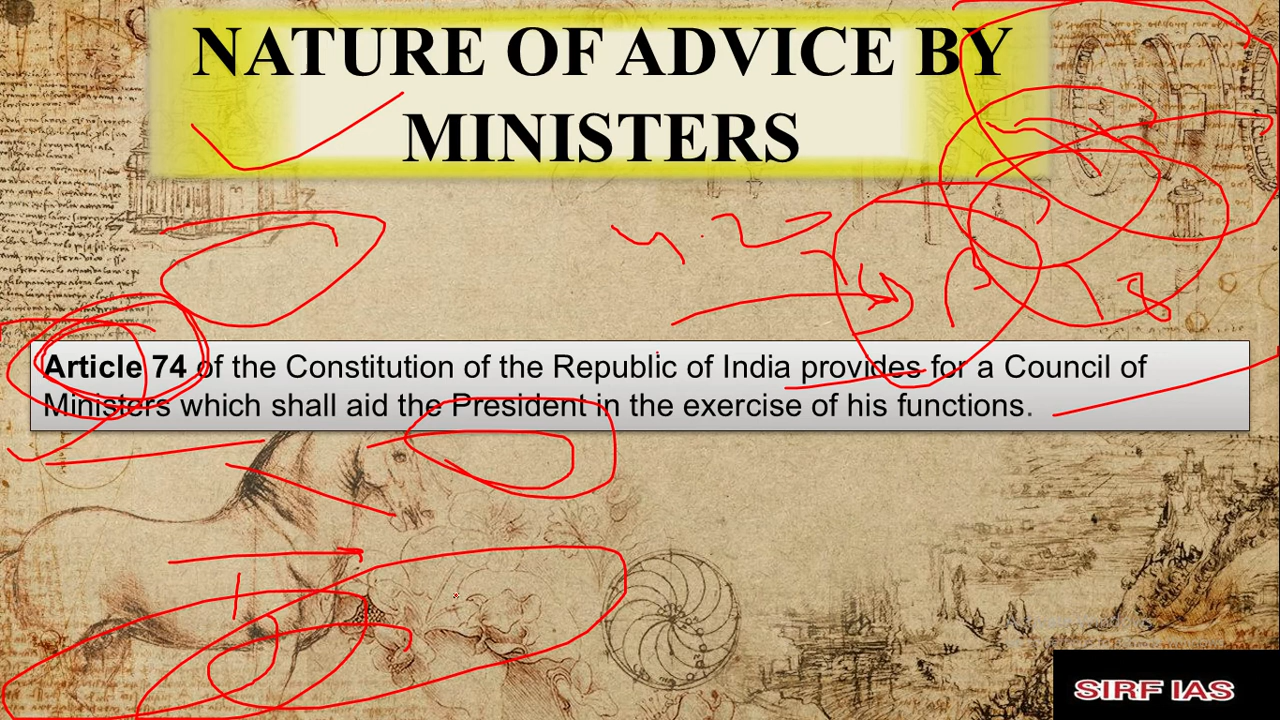 NATURE OF ADVICE BY
MINISTERS
Article 74 of the Constitution of the Republic of India provides for a Council of
Ministers which shall aid the President in the exercise of his functions.
SIRF IAS